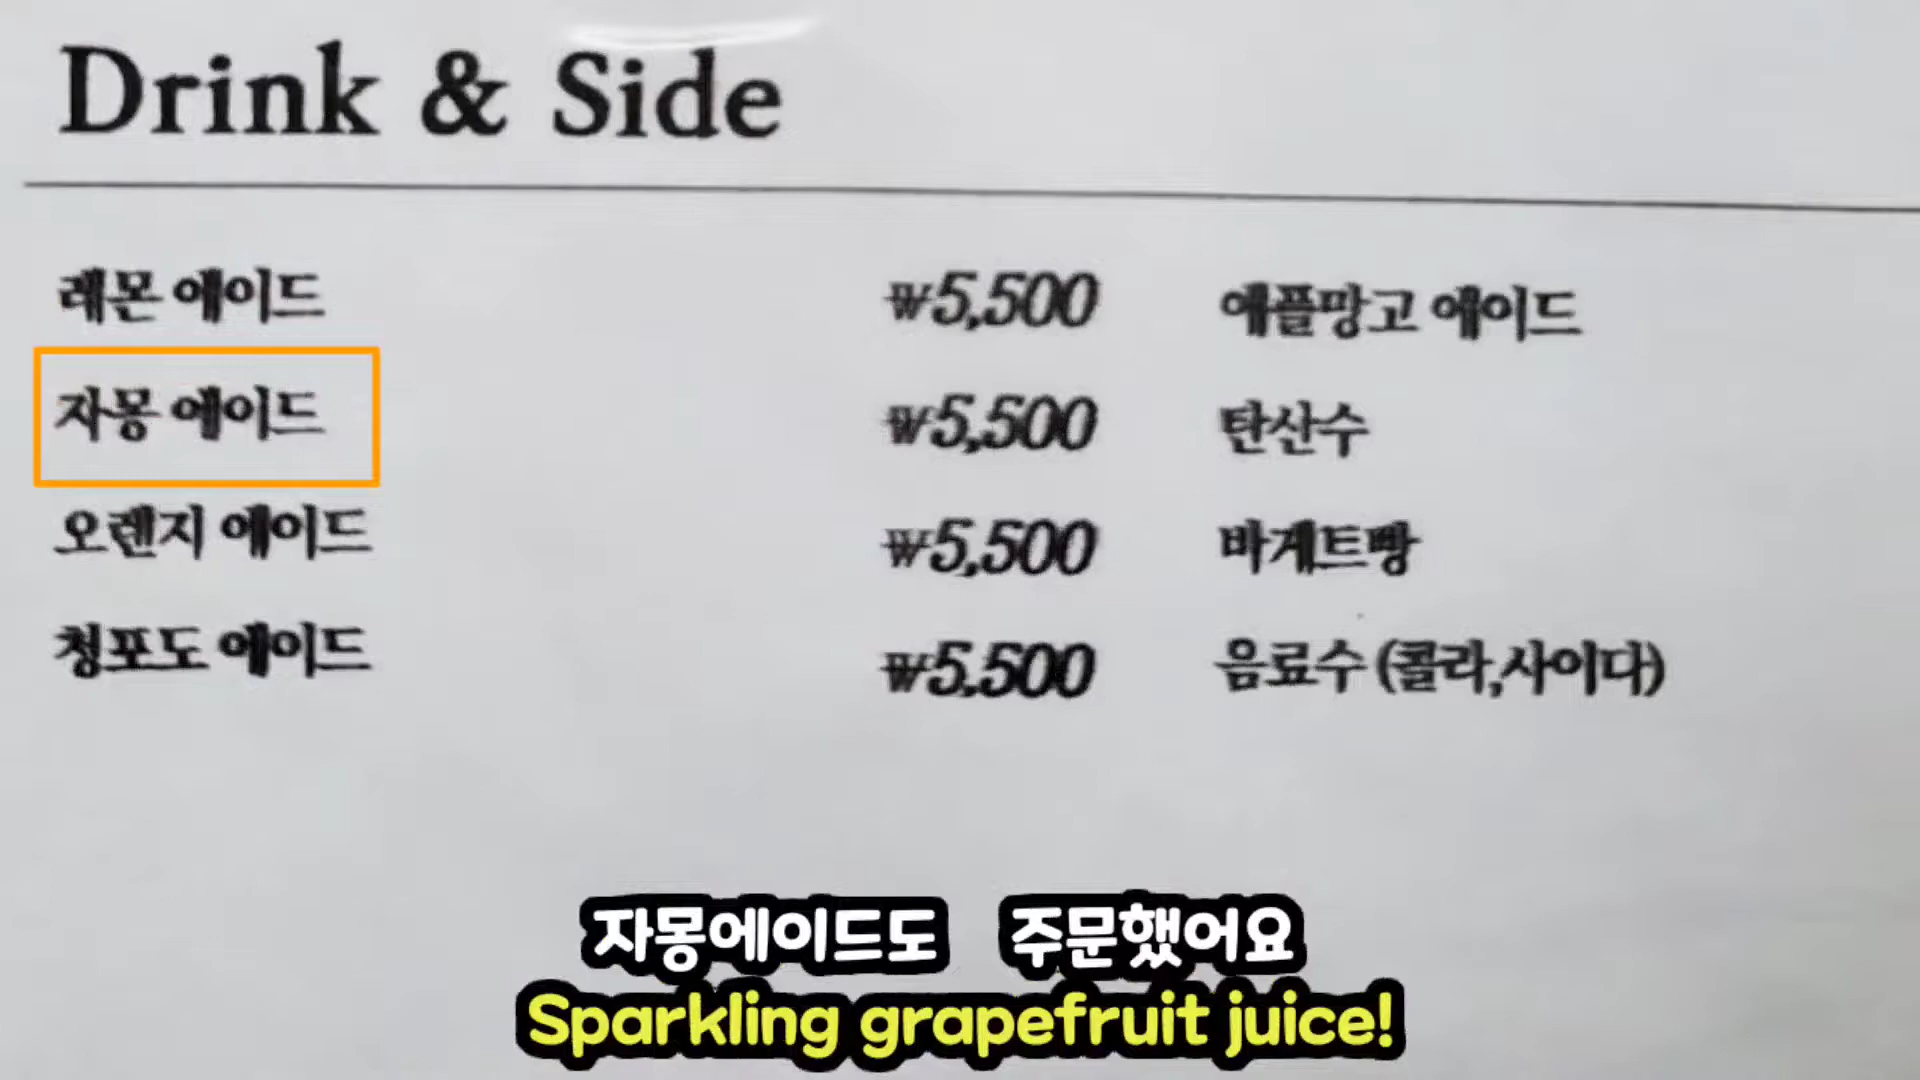 Drink & Side
레몬 에이드 ₩5,500 애플망고 에이드
자몽 에이드 ₩5,500 탄산수
오렌지 에이드 ₩5,500 바게트빵
청포도 에이드 ₩5.500 음료수 (콜라,사이다)
자몽에이드도 주문했어요
Sparkling grapefruit juice!